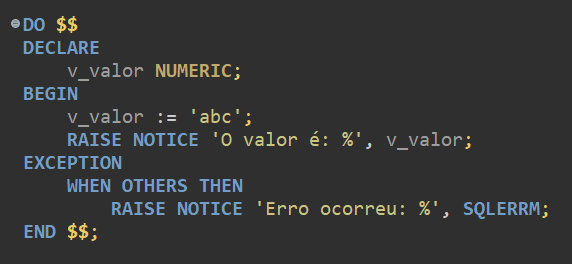 DO $$
DECLARE
    v_valor NUMERIC;
BEGIN
    v_valor := 'abc';
    RAISE NOTICE 'O valor é: %', v_valor;
EXCEPTION
    WHEN OTHERS THEN
        RAISE NOTICE 'Erro ocorreu: %', SQLERRM;
END $$;